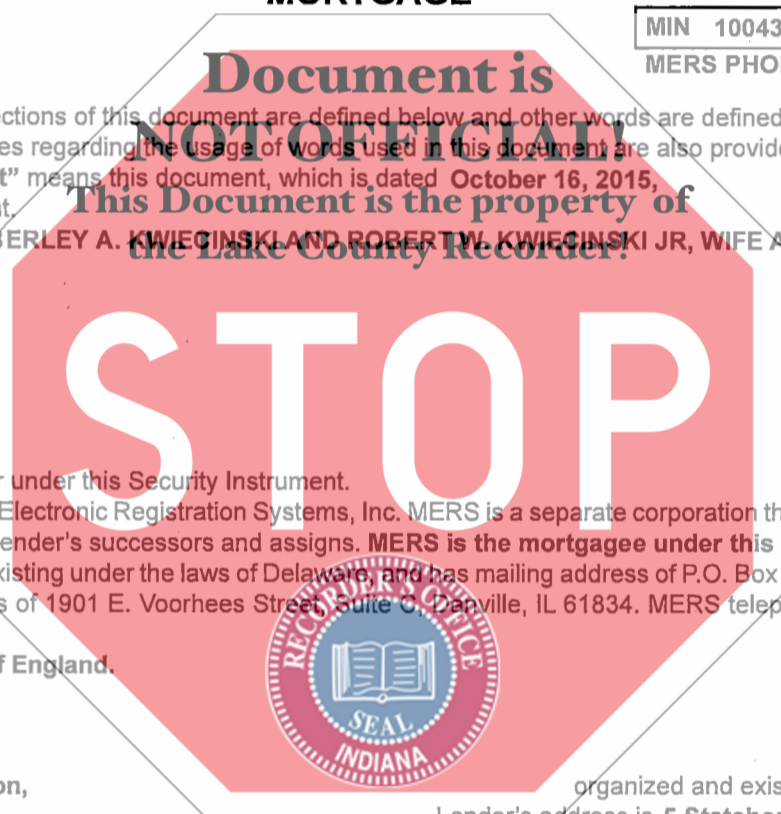 MORTGAGE
MIN 10043
MERS PHO
Document is
ctions of this document are defined below and other words are defined
NOT OFFICIAL!
es regarding the usage of words used in this document are also provide
t” means this document, which is dated October 16, 2015,
This Document is the property of
t.
ERLEY A. KWIECINSKI AND ROBERT W. KWIECINSKI JR, WIFE A
the Lake County Recorder!
STOP
r under this Security Instrument.
Electronic Registration Systems, Inc. MERS is a separate corporation th
ender's successors and assigns. MERS is the mortgagee under this
xisting under the laws of Delaware, and has mailing address of P.O. Box
s of 1901 E. Voorhees Street, Suite C, Danville, IL 61834. MERS telep
RECORDER'S OFFICE
f England.
SEAL
INDIANA
on,
organized and exis
Lender's address is 5 Statehou